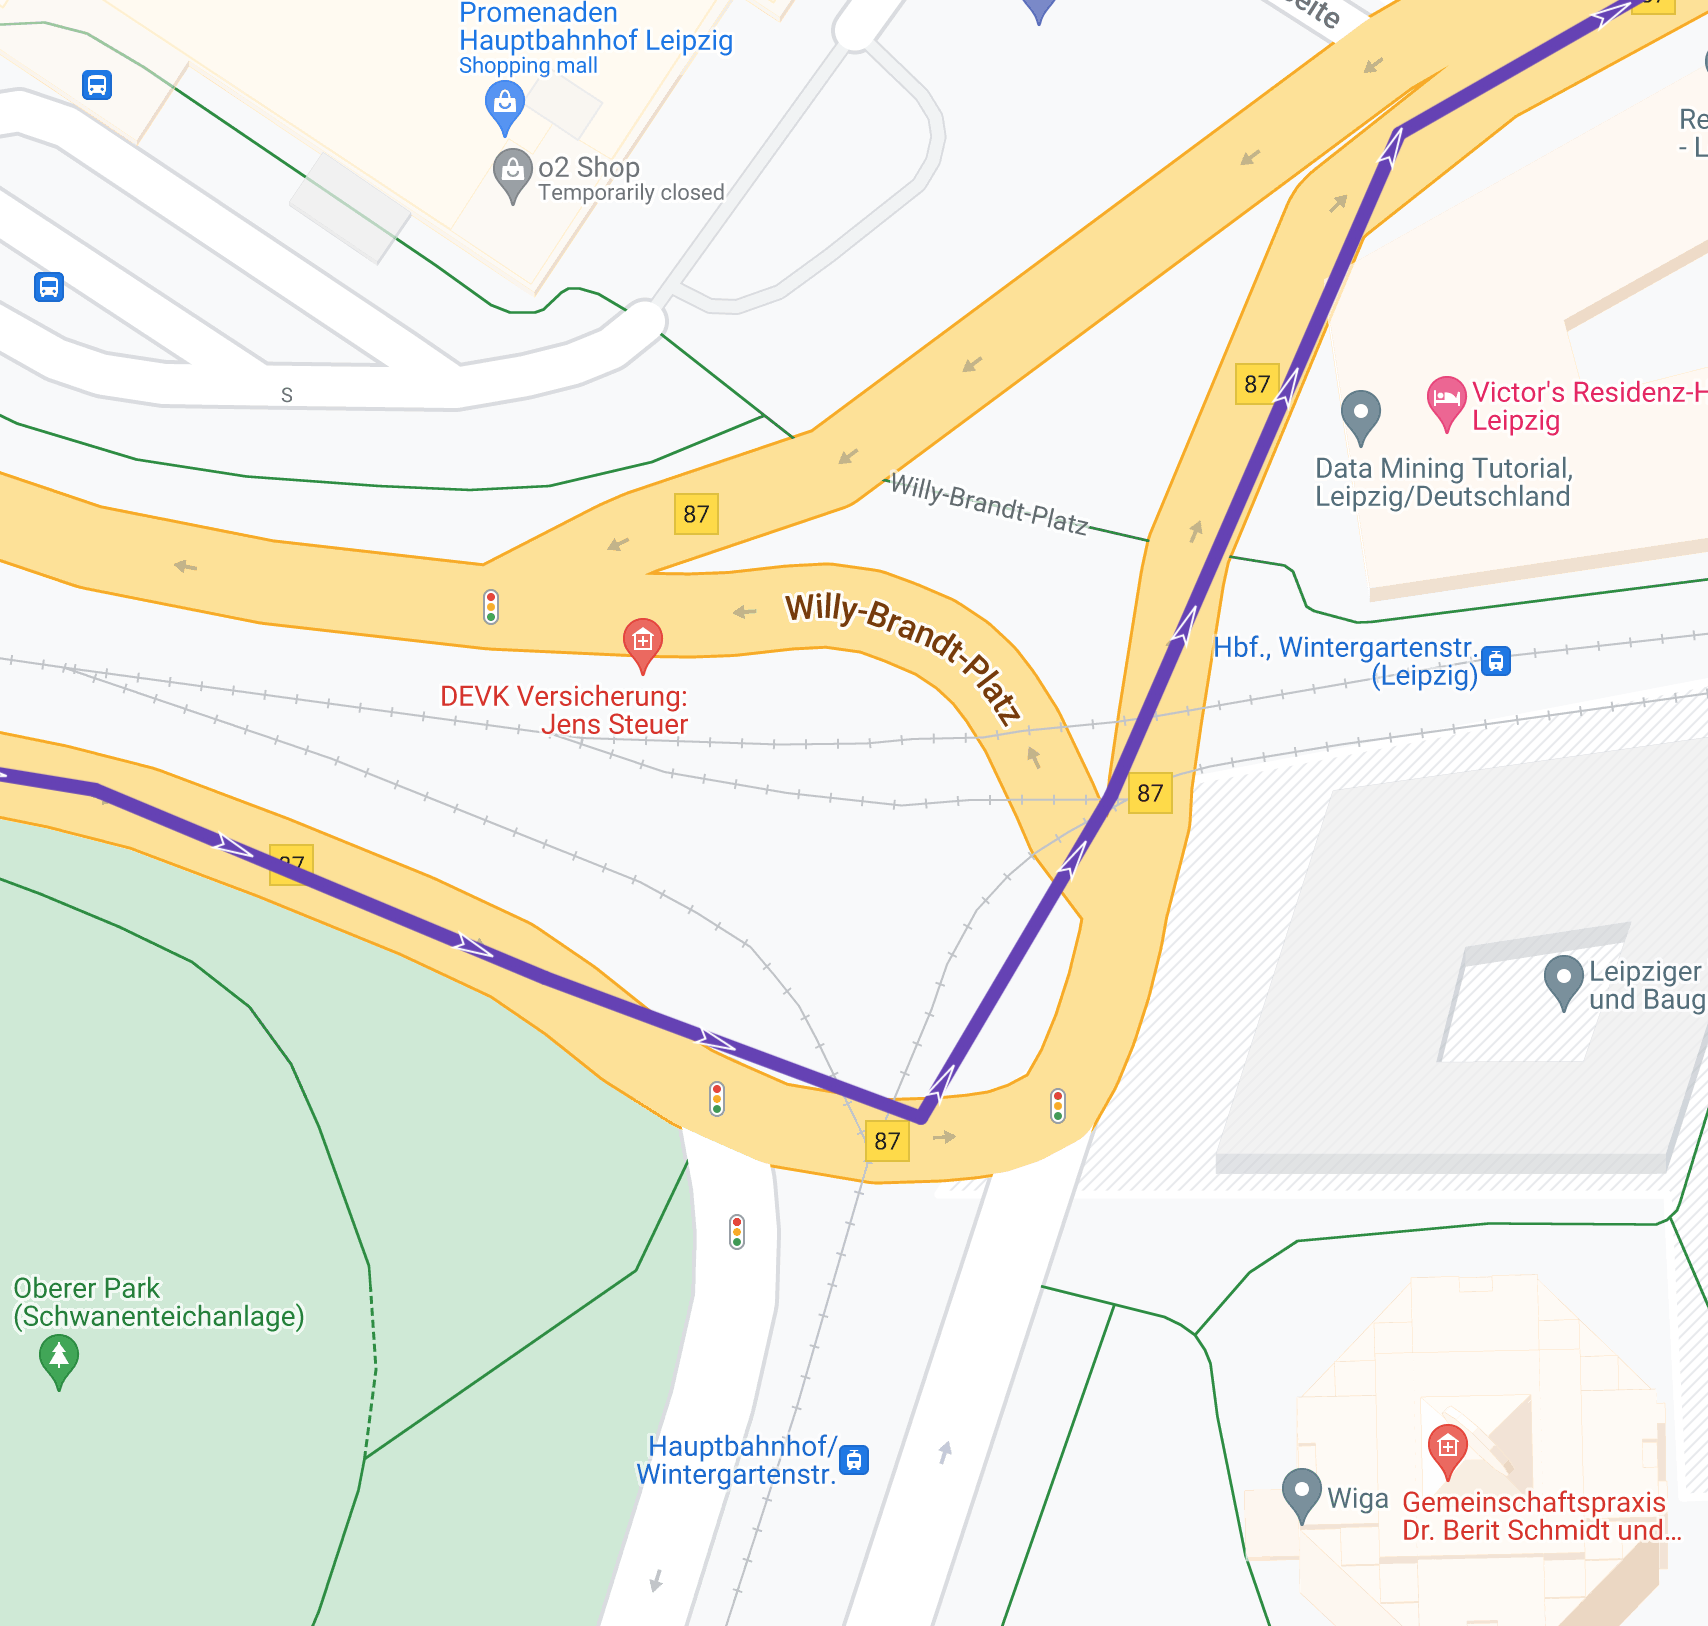 Promenaden
Hauptbahnhof Leipzig
Shopping mall
o2 Shop
Temporarily closed
S
87
87
Willy-Brandt-Platz
Victor's Residenz-H
Leipzig
Data Mining Tutorial,
Leipzig/Deutschland
Willy-Brandt-Platz
DEVK Versicherung:
Jens Steuer
Hbf., Wintergartenstr.
(Leipzig)
87
87
Leipziger
und Baug
87
Oberer Park
(Schwanenteichanlage)
Hauptbahnhof/
Wintergartenstr.
Wiga
Gemeinschaftspraxis
Dr. Berit Schmidt und...